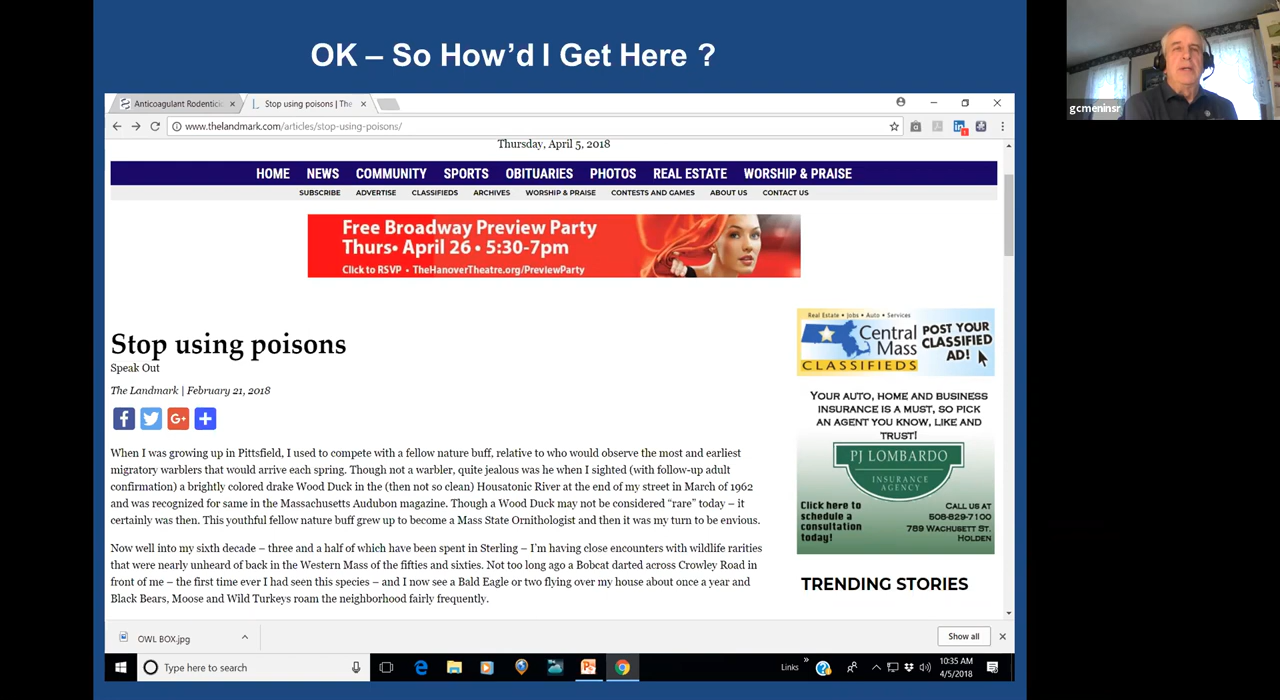 OK – So How'd I Get Here ?
gcmeninsr
Anticoagulant Rodentici
Stop using poisons | The
www.thelandmark.com/articles/stop-using-poisons/
Thursday, April 5, 2018
HOME NEWS COMMUNITY SPORTS OBITUARIES PHOTOS REAL ESTATE WORSHIP & PRAISE
SUBSCRIBE ADVERTISE CLASSIFIEDS ARCHIVES WORSHIP & PRAISE CONTESTS AND GAMES ABOUT US CONTACT US
Free Broadway Preview Party
Thurs• April 26 • 5:30-7pm
Click to RSVP • TheHanoverTheatre.org/PreviewParty
Stop using poisons
Speak Out
The Landmark | February 21, 2018
When I was growing up in Pittsfield, I used to compete with a fellow nature buff, relative to who would observe the most and earliest
migratory warblers that would arrive each spring. Though not a warbler, quite jealous was he when I sighted (with follow-up adult
confirmation) a brightly colored drake Wood Duck in the (then not so clean) Housatonic River at the end of my street in March of 1962
and was recognized for same in the Massachusetts Audubon magazine. Though a Wood Duck may not be considered “rare” today – it
certainly was then. This youthful fellow nature buff grew up to become a Mass State Ornithologist and then it was my turn to be envious.
Now well into my sixth decade – three and a half of which have been spent in Sterling – I’m having close encounters with wildlife rarities
that were nearly unheard of back in the Western Mass of the fifties and sixties. Not too long ago a Bobcat darted across Crowley Road in
front of me – the first time ever I had seen this species – and I now see a Bald Eagle or two flying over my house about once a year and
Black Bears, Moose and Wild Turkeys roam the neighborhood fairly frequently.
Real Estate • Jobs • Auto • Services
Central
Mass
CLASSIFIEDS
POST YOUR
CLASSIFIED
AD!
YOUR AUTO, HOME AND BUSINESS
INSURANCE IS A MUST, SO PICK
AN AGENT YOU KNOW, LIKE AND
TRUST!
PJ LOMBARDO
INSURANCE
AGENCY
Click here to
schedule a
consultation
today!
CALL US AT
508-829-7100
789 WACHUSETT ST.
HOLDEN
TRENDING STORIES
OWL BOX.jpg
Show all
Type here to search
Links
10:35 AM
4/5/2018